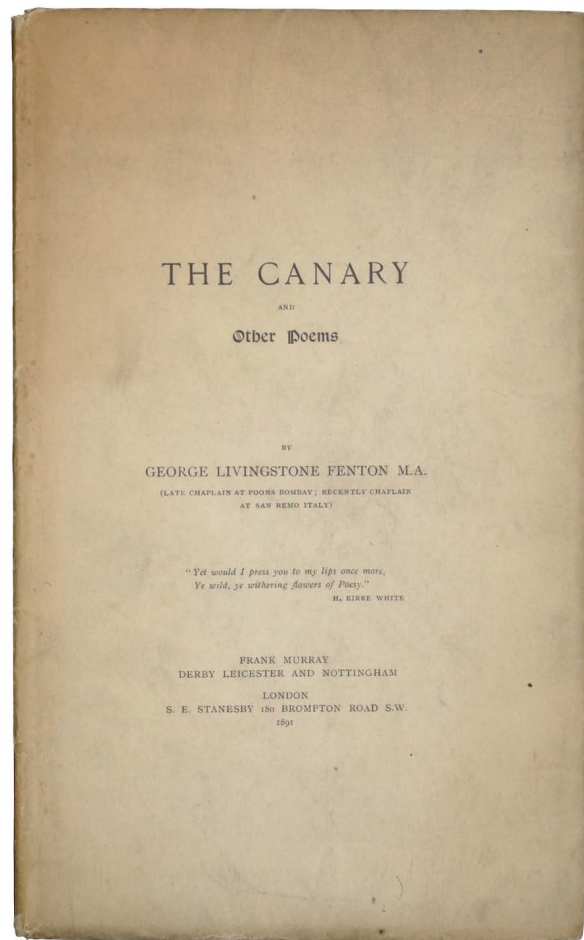 THE CANARY
AND
Other Poems
BY
GEORGE LIVINGSTONE FENTON M.A.
(LATE CHAPLAIN AT POONA BOMBAY; RECENTLY CHAPLAIN
AT SAN REMO ITALY)
"Yet would I press you to my lips once more,
Ye wild, ye withering flowers of Poesy."
H. KIRKE WHITE
FRANK MURRAY
DERBY LEICESTER AND NOTTINGHAM
LONDON
S. E. STANESBY 180 BROMPTON ROAD S.W.
1891